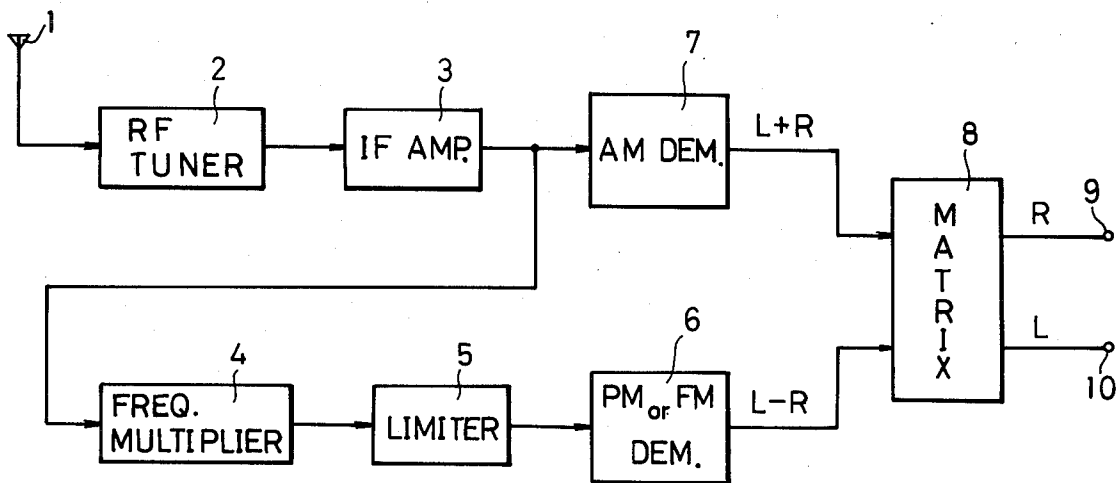 1
2
RF
TUNER
3
IF AMP.
7
AM DEM.
L+R
8
MATRIX
R
9
L
10
4
FREQ.
MULTIPLIER
5
LIMITER
6
PM or FM
DEM.
L-R